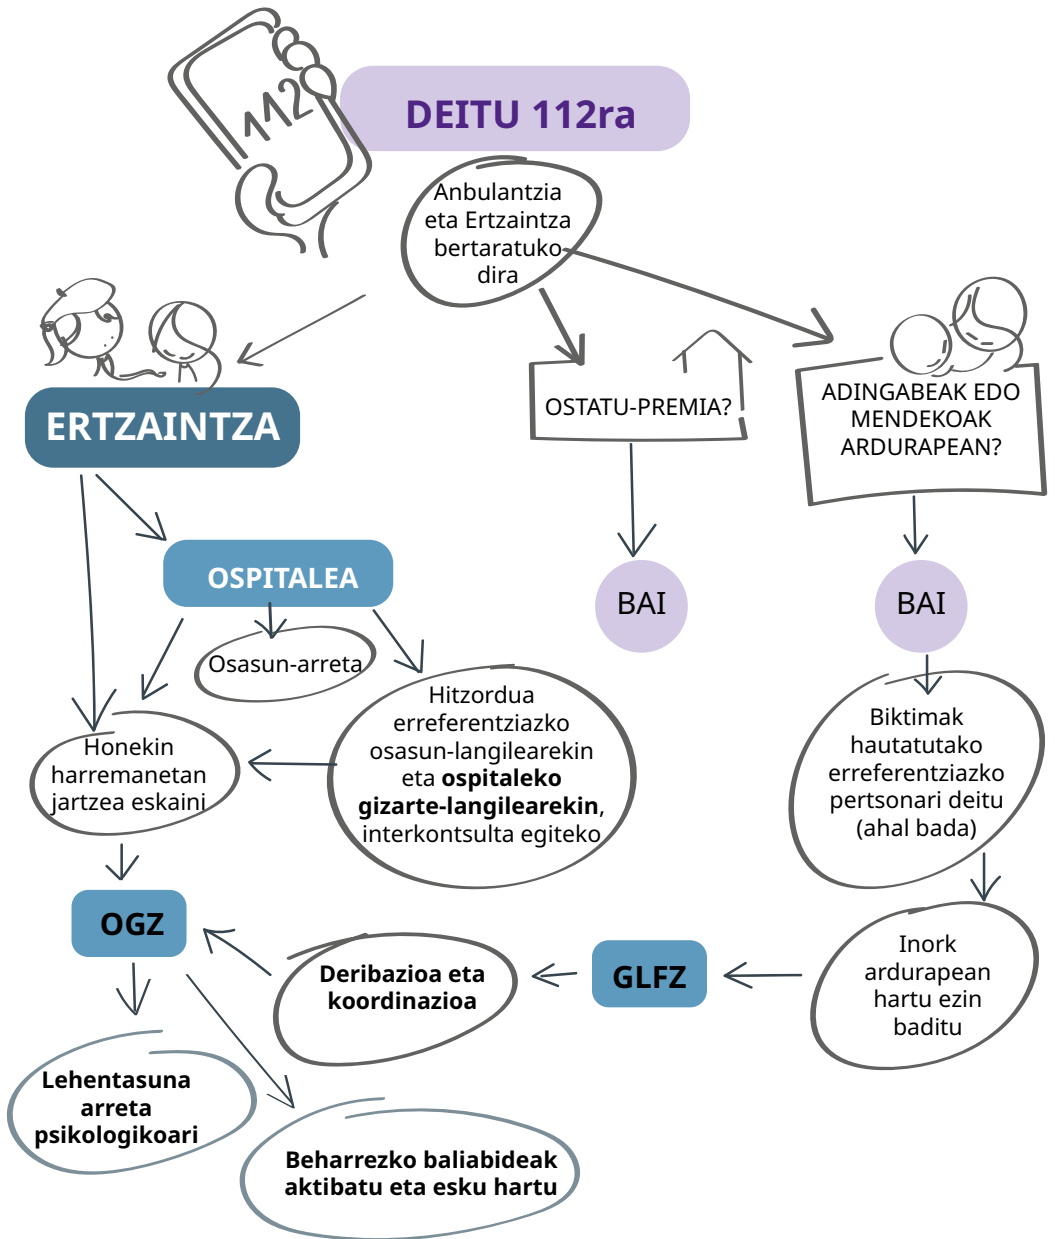 112
DEITU 112ra
Anbulantzia
eta Ertzaintza
bertaratuko
dira
ERTZAINTZA
OSTATU-PREMIA?
ADINGABEAK EDO
MENDEKOAK
ARDURAPEAN?
OSPITALEA
BAI
BAI
Osasun-arreta
Hitzordua
erreferentziazko
osasun-langilearekin
eta ospitaleko
gizarte-langilearekin,
interkontsulta egiteko
Honekin
harremanetan
jartzea eskaini
Biktimak
hautatutako
erreferentziazko
pertsonari deitu
(ahal bada)
OGZ
Deribazioa eta
koordinazioa
GLFZ
Inork
ardurapean
hartu ezin
baditu
Lehentasuna
arreta
psikologikoari
Beharrezko baliabideak
aktibatu eta esku hartu